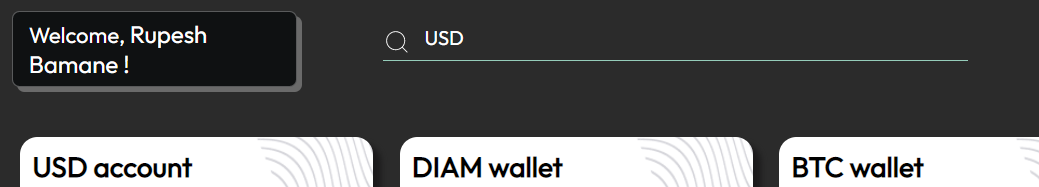 Welcome, Rupesh
Bamane !
USD
USD account
DIAM wallet
BTC wallet